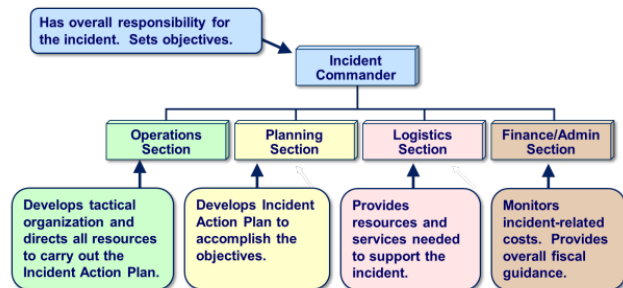 Has overall responsibility for
the incident.  Sets objectives.
Incident
Commander
Operations
Section
Planning
Section
Logistics
Section
Finance/Admin
Section
Develops tactical
organization and
directs all resources
to carry out the
Incident Action Plan.
Develops Incident
Action Plan to
accomplish the
objectives.
Provides
resources and
services needed
to support the
incident.
Monitors
incident-related
costs.  Provides
overall fiscal
guidance.